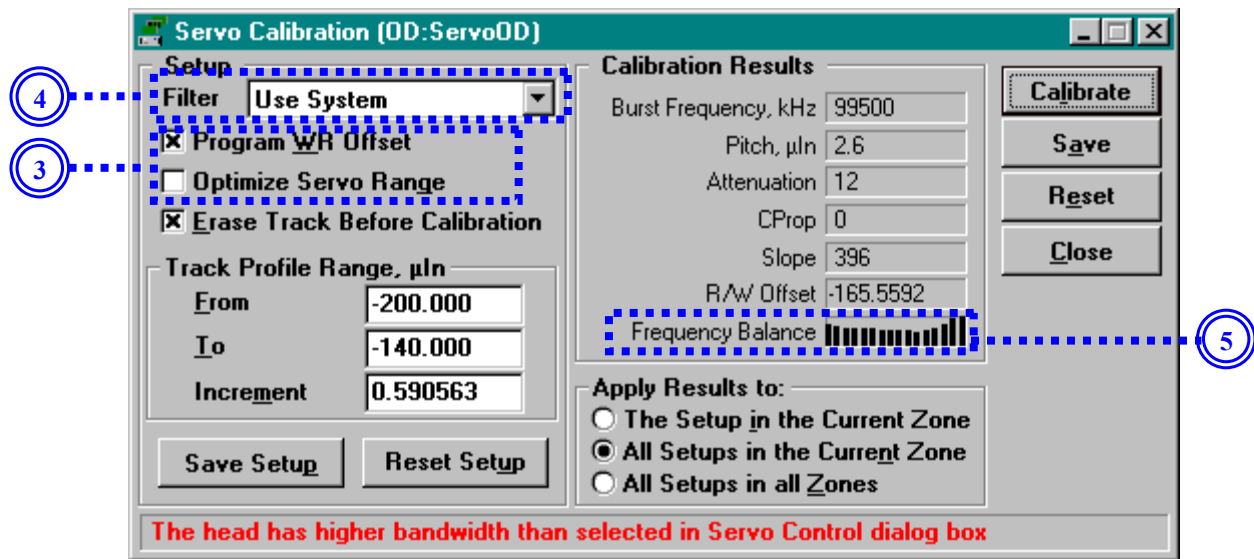 Servo Calibration (OD:ServoOD)
Setup
4
Filter Use System
3
Program WR Offset
Optimize Servo Range
Erase Track Before Calibration
Track Profile Range, µIn
From -200.000
To -140.000
Increment 0.590563
Save Setup Reset Setup
Calibration Results
Burst Frequency, kHz 99500
Pitch, µIn 2.6
Attenuation 12
CProp 0
Slope 396
R/W Offset -165.5592
Frequency Balance
5
Apply Results to:
The Setup in the Current Zone
All Setups in the Current Zone
All Setups in all Zones
Calibrate
Save
Reset
Close
The head has higher bandwidth than selected in Servo Control dialog box